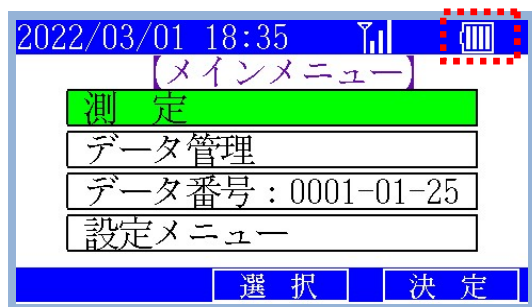 2022/03/01 18:35
【メインメニュー】
測　定
データ管理
データ番号：0001-01-25
設定メニュー
選　択　決　定